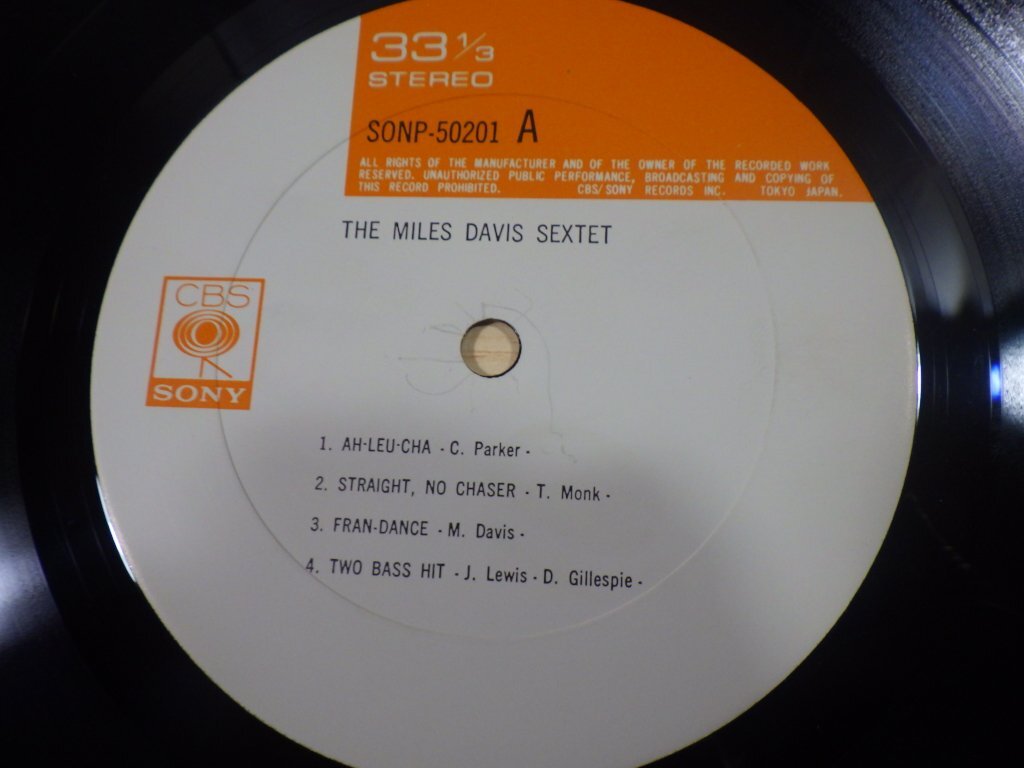 33 1/3
STEREO
SONP-50201 A
ALL RIGHTS OF THE MANUFACTURER AND OF THE OWNER OF THE RECORDED WORK
RESERVED. UNAUTHORIZED PUBLIC PERFORMANCE, BROADCASTING AND COPYING OF
THIS RECORD PROHIBITED. CBS/SONY RECORDS INC. TOKYO JAPAN.
THE MILES DAVIS SEXTET
CBS
SONY
1. AH-LEU-CHA - C. Parker -
2. STRAIGHT, NO CHASER - T. Monk -
3. FRAN-DANCE - M. Davis -
4. TWO BASS HIT - J. Lewis - D. Gillespie -